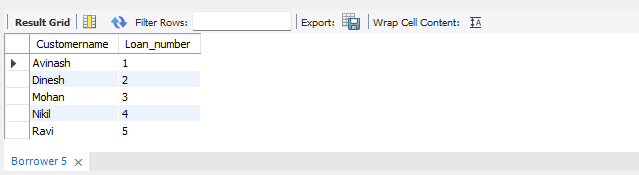 Result Grid Filter Rows: Export: Wrap Cell Content: IA
Customername Loan_number
Avinash 1
Dinesh 2
Mohan 3
Nikil 4
Ravi 5
Borrower 5 ×